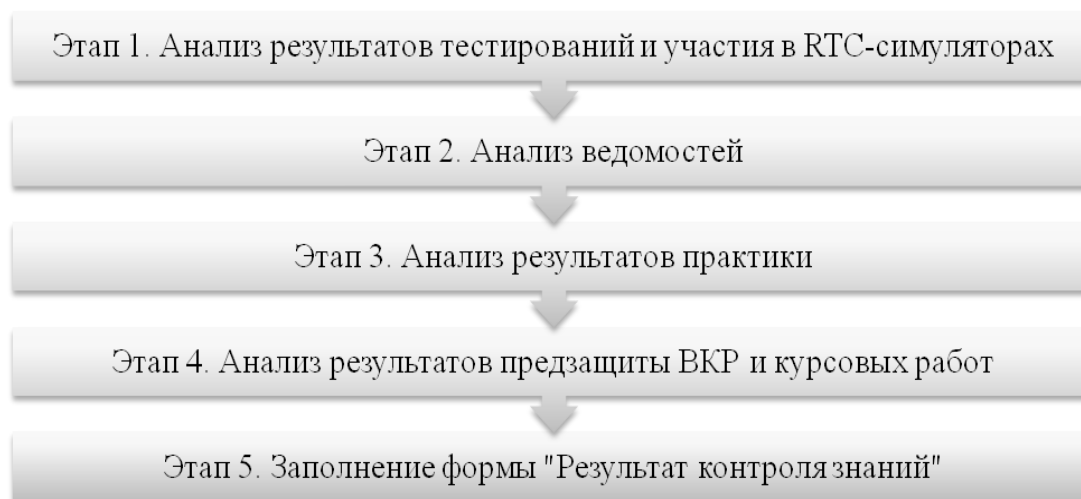 Этап 1. Анализ результатов тестирований и участия в RTC-симуляторах
Этап 2. Анализ ведомостей
Этап 3. Анализ результатов практики
Этап 4. Анализ результатов предзащиты ВКР и курсовых работ
Этап 5. Заполнение формы "Результат контроля знаний"